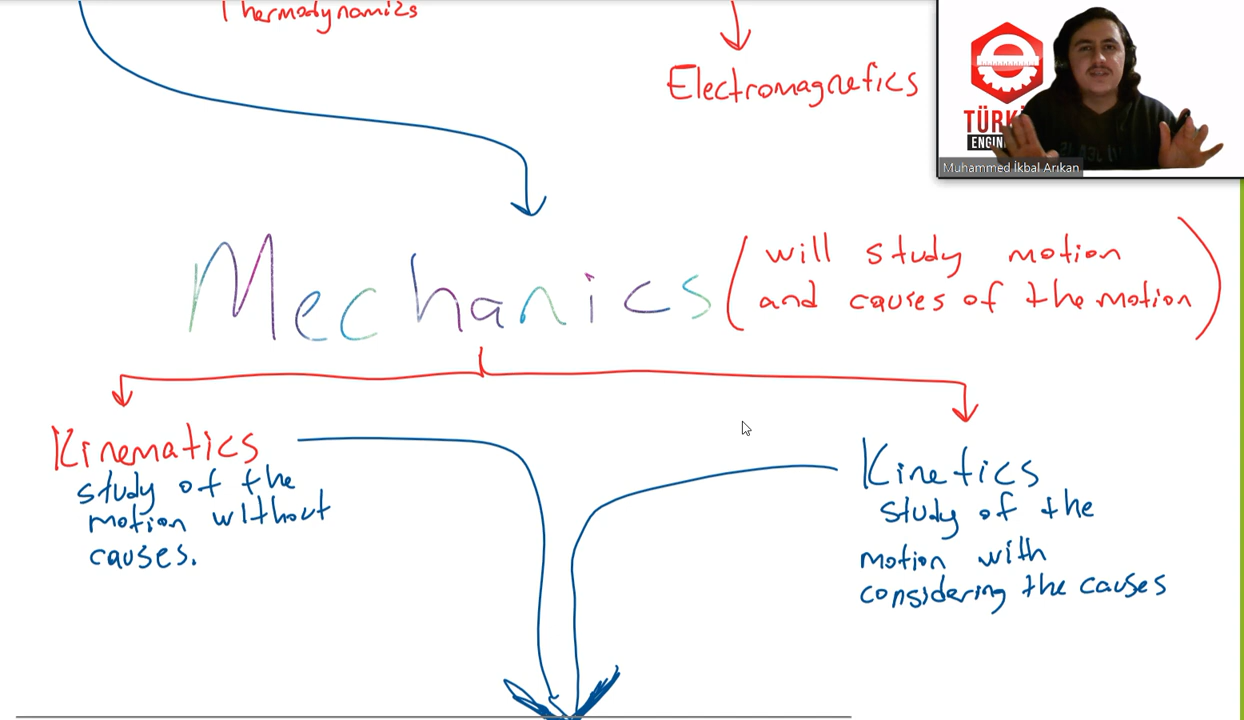 Thermodynamics
Electromagnetics
TÜRKİ
ENGIN
Muhammed İkbal Arıkan
Mechanics (will study motion
and causes of the motion)
Kinematics
study of the
motion without
causes.
Kinetics
study of the
motion with
considering the causes